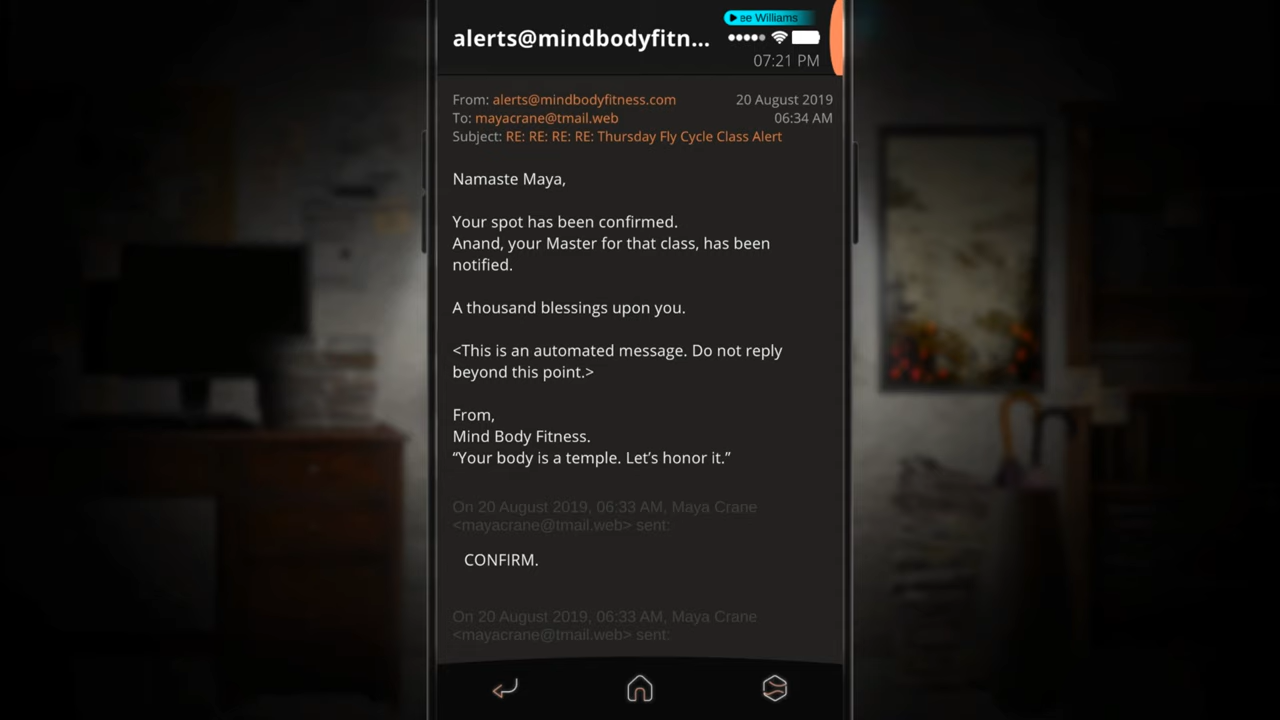 ee Williams
alerts@mindbodyfitn...
07:21 PM
From: alerts@mindbodyfitness.com 20 August 2019
To: mayacrane@tmail.web 06:34 AM
Subject: RE: RE: RE: RE: Thursday Fly Cycle Class Alert
Namaste Maya,
Your spot has been confirmed.
Anand, your Master for that class, has been
notified.
A thousand blessings upon you.
<This is an automated message. Do not reply
beyond this point.>
From,
Mind Body Fitness.
“Your body is a temple. Let’s honor it.”
On 20 August 2019, 06:33 AM, Maya Crane
<mayacrane@tmail.web> sent:
CONFIRM.
On 20 August 2019, 06:33 AM, Maya Crane
<mayacrane@tmail.web> sent: